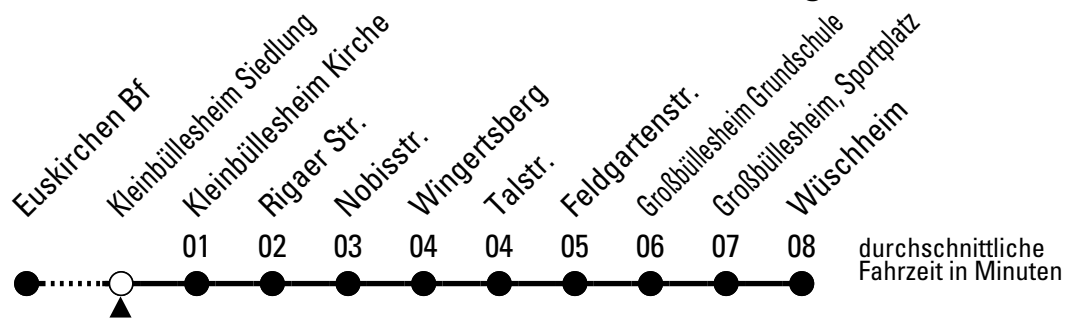 Euskirchen Bf
Kleinbüllesheim Siedlung
Kleinbüllesheim Kirche
Rigaer Str.
Nobisstr.
Wingertsberg
Talstr.
Feldgartenstr.
Großbüllesheim Grundschule
Großbüllesheim, Sportplatz
Wüschheim
01 02 03 04 04 05 06 07 08
durchschnittliche
Fahrzeit in Minuten